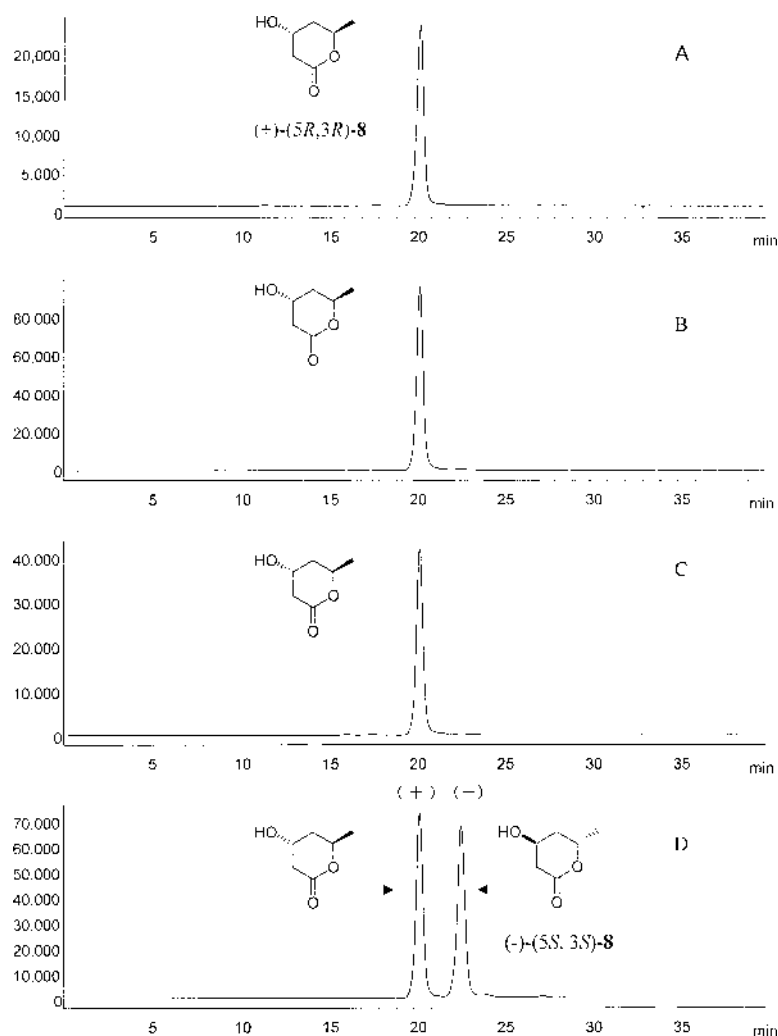 HO
O
O
A
20,000
15,000
10,000
5.000
0
(+)-(5R,3R)-8
5 10 15 20 25 30 35 min
HO
O
O
B
80 000
60 000
40 000
20.000
0
5 10 15 20 25 30 35 min
HO
O
O
C
40.000
30.000
20.000
10.000
0
5 10 15 20 25 30 35 min
(+) (-)
HO
O
O
HO
O
O
D
70.000
60.000
50.000
40.000
30.000
20.000
10.000
0
(-)-(5S, 3S)-8
5 10 15 20 25 30 35 min